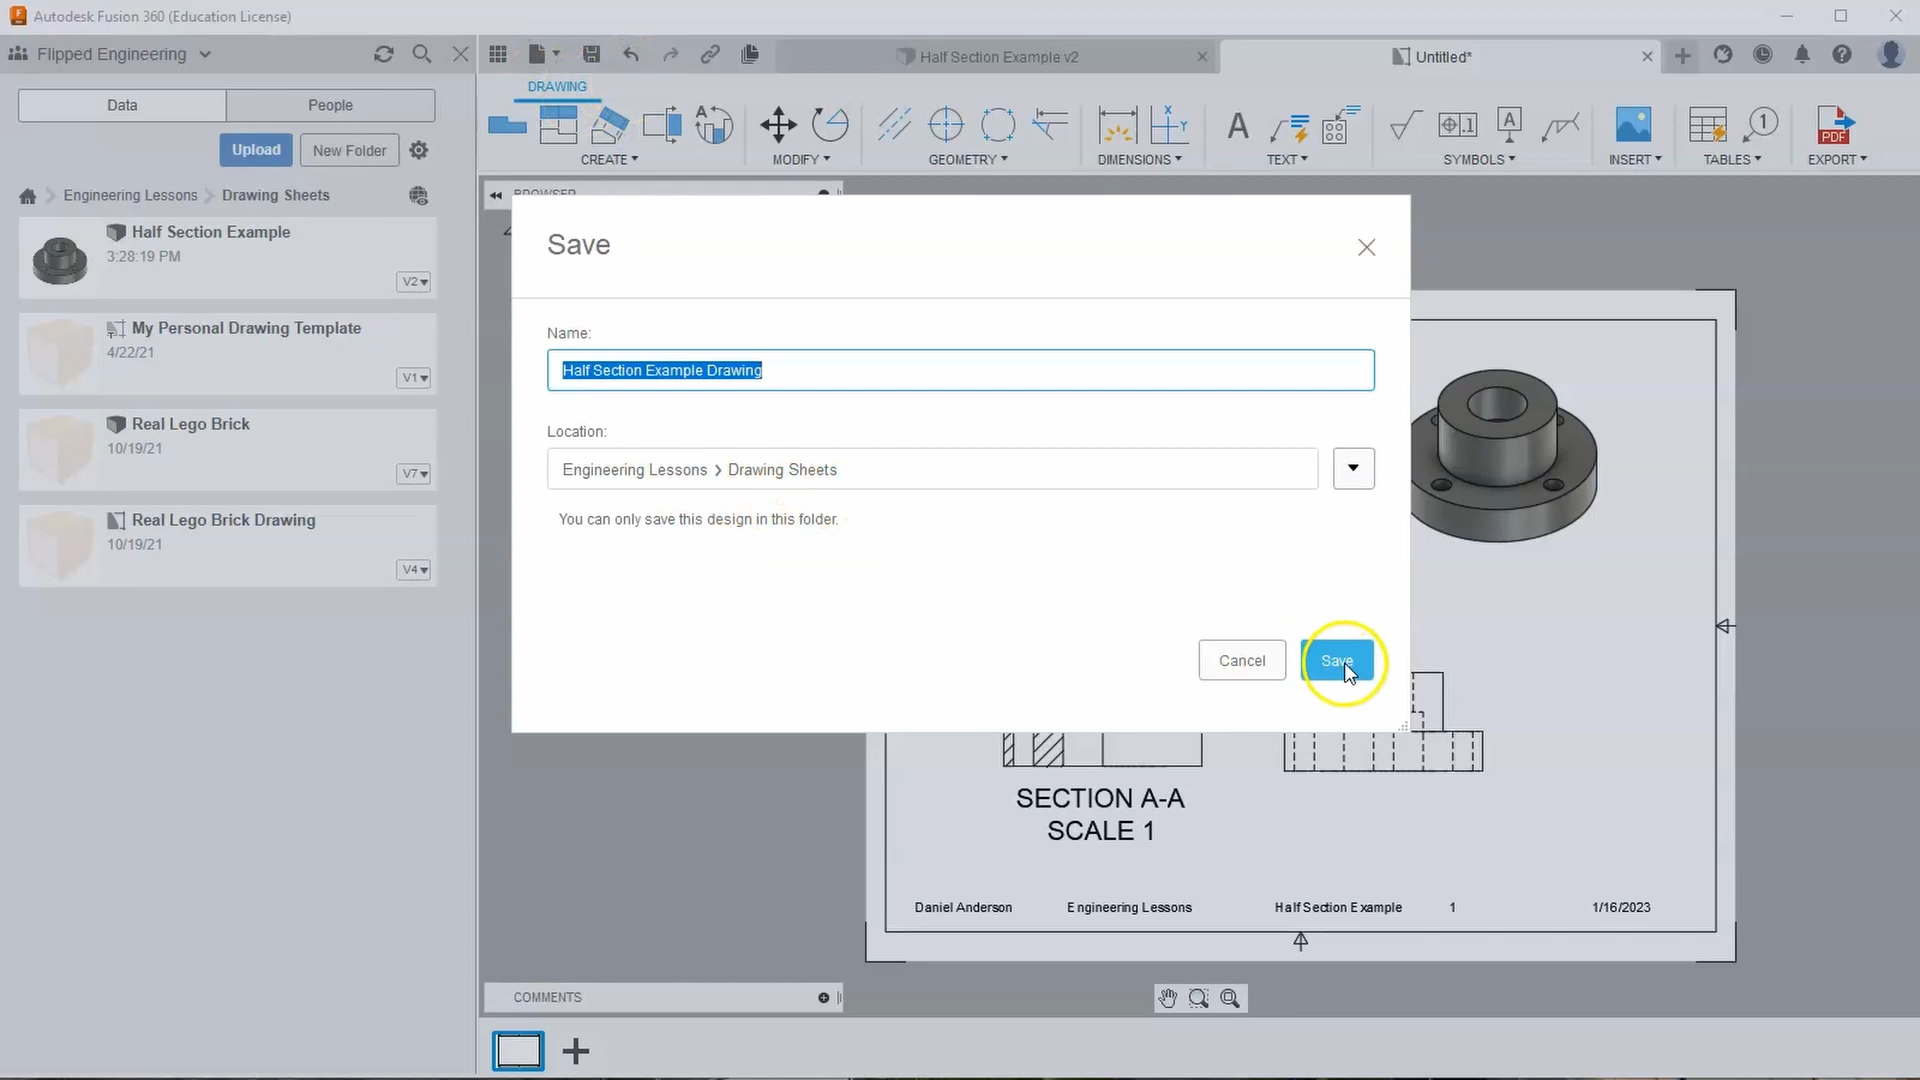 Autodesk Fusion 360 (Education License)
Flipped Engineering
Half Section Example v2
Untitled*
Data
People
DRAWING
Upload
New Folder
CREATE
MODIFY
GEOMETRY
DIMENSIONS
TEXT
SYMBOLS
INSERT
TABLES
EXPORT
PDF
Engineering Lessons
Drawing Sheets
BROWSER
Half Section Example
3:28:19 PM
V2
My Personal Drawing Template
4/22/21
V1
Real Lego Brick
10/19/21
V7
Real Lego Brick Drawing
10/19/21
V4
Save
Name:
Half Section Example Drawing
Location:
Engineering Lessons > Drawing Sheets
You can only save this design in this folder.
Cancel
Save
SECTION A-A
SCALE 1
Daniel Anderson
Engineering Lessons
Half Section Example
1
1/16/2023
COMMENTS